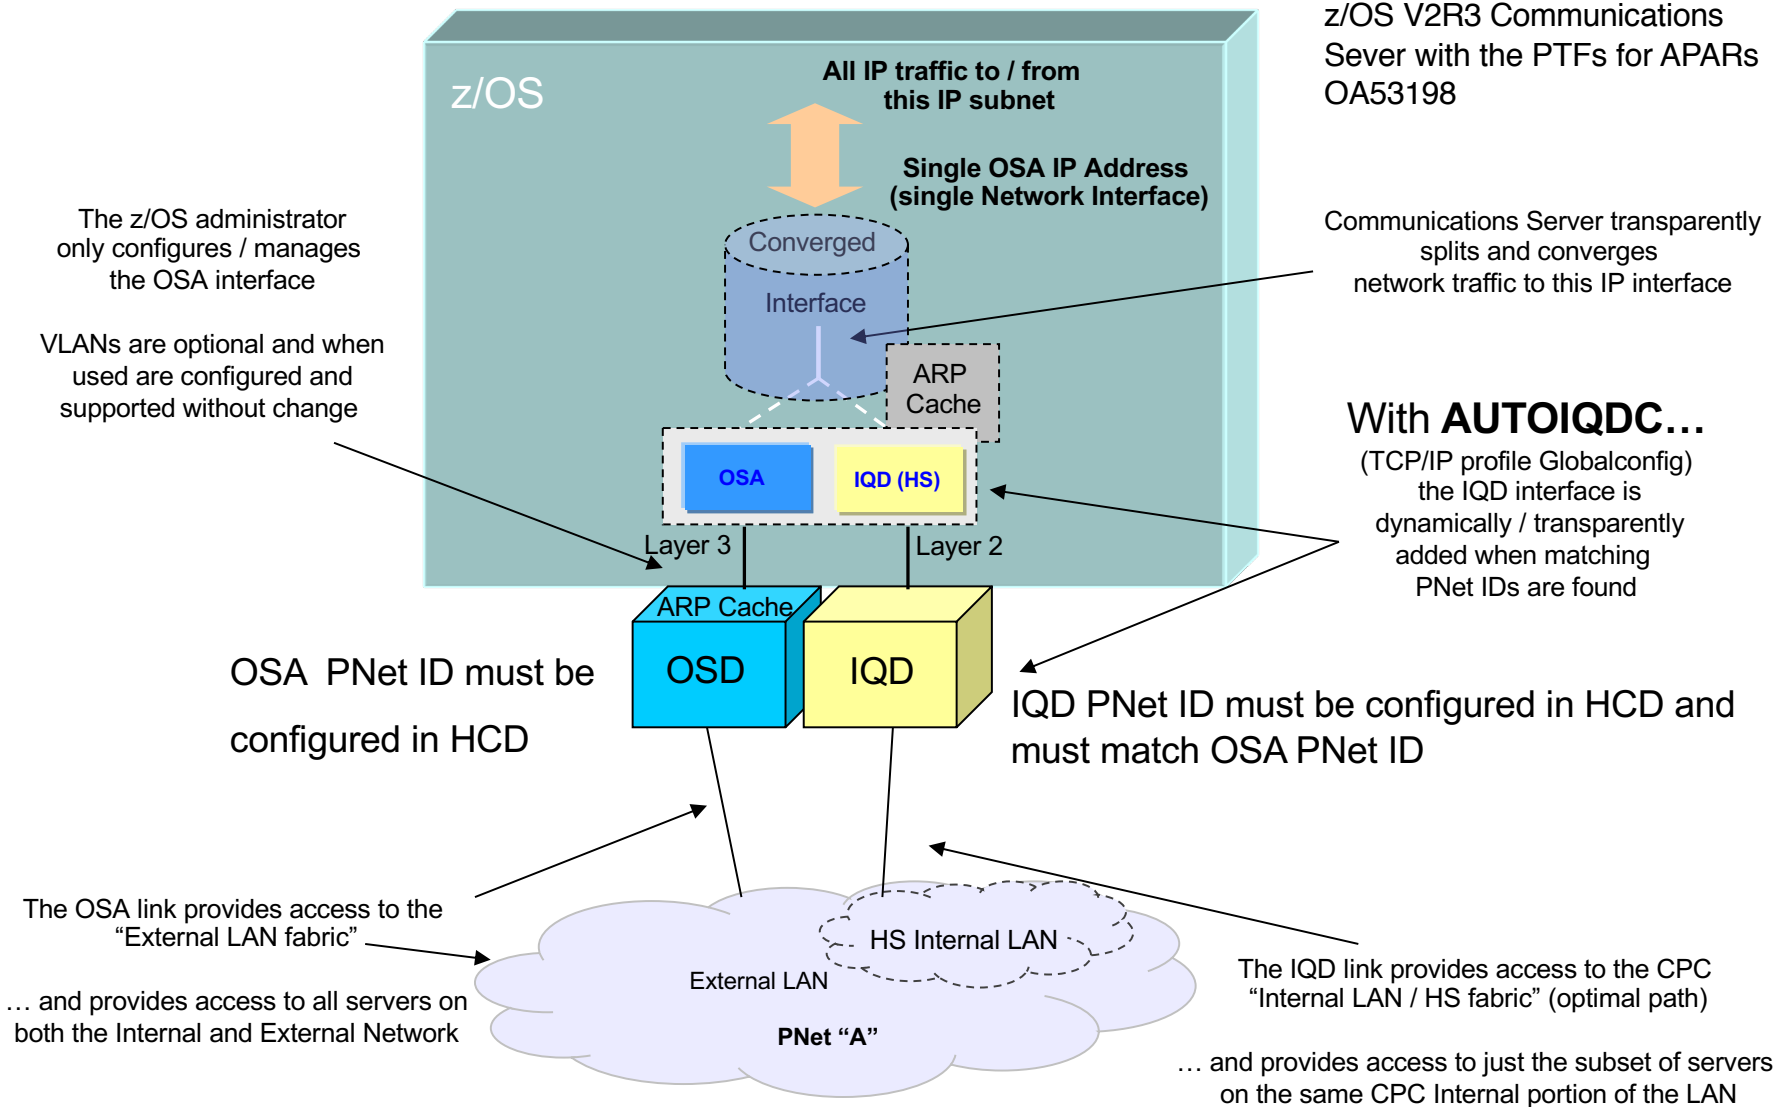 z/OS V2R3 Communications
Sever with the PTFs for APARs
OA53198
z/OS
All IP traffic to / from
this IP subnet
Single OSA IP Address
(single Network Interface)
The z/OS administrator
only configures / manages
the OSA interface
VLANs are optional and when
used are configured and
supported without change
Converged
Interface
Communications Server transparently
splits and converges
network traffic to this IP interface
ARP
Cache
With AUTOIQDC…
(TCP/IP profile Globalconfig)
the IQD interface is
dynamically / transparently
added when matching
PNet IDs are found
OSA
IQD (HS)
Layer 3
Layer 2
ARP Cache
OSD
IQD
OSA PNet ID must be
configured in HCD
IQD PNet ID must be configured in HCD and
must match OSA PNet ID
The OSA link provides access to the
“External LAN fabric”
… and provides access to all servers on
both the Internal and External Network
HS Internal LAN
External LAN
PNet “A”
The IQD link provides access to the CPC
“Internal LAN / HS fabric” (optimal path)
… and provides access to just the subset of servers
on the same CPC Internal portion of the LAN